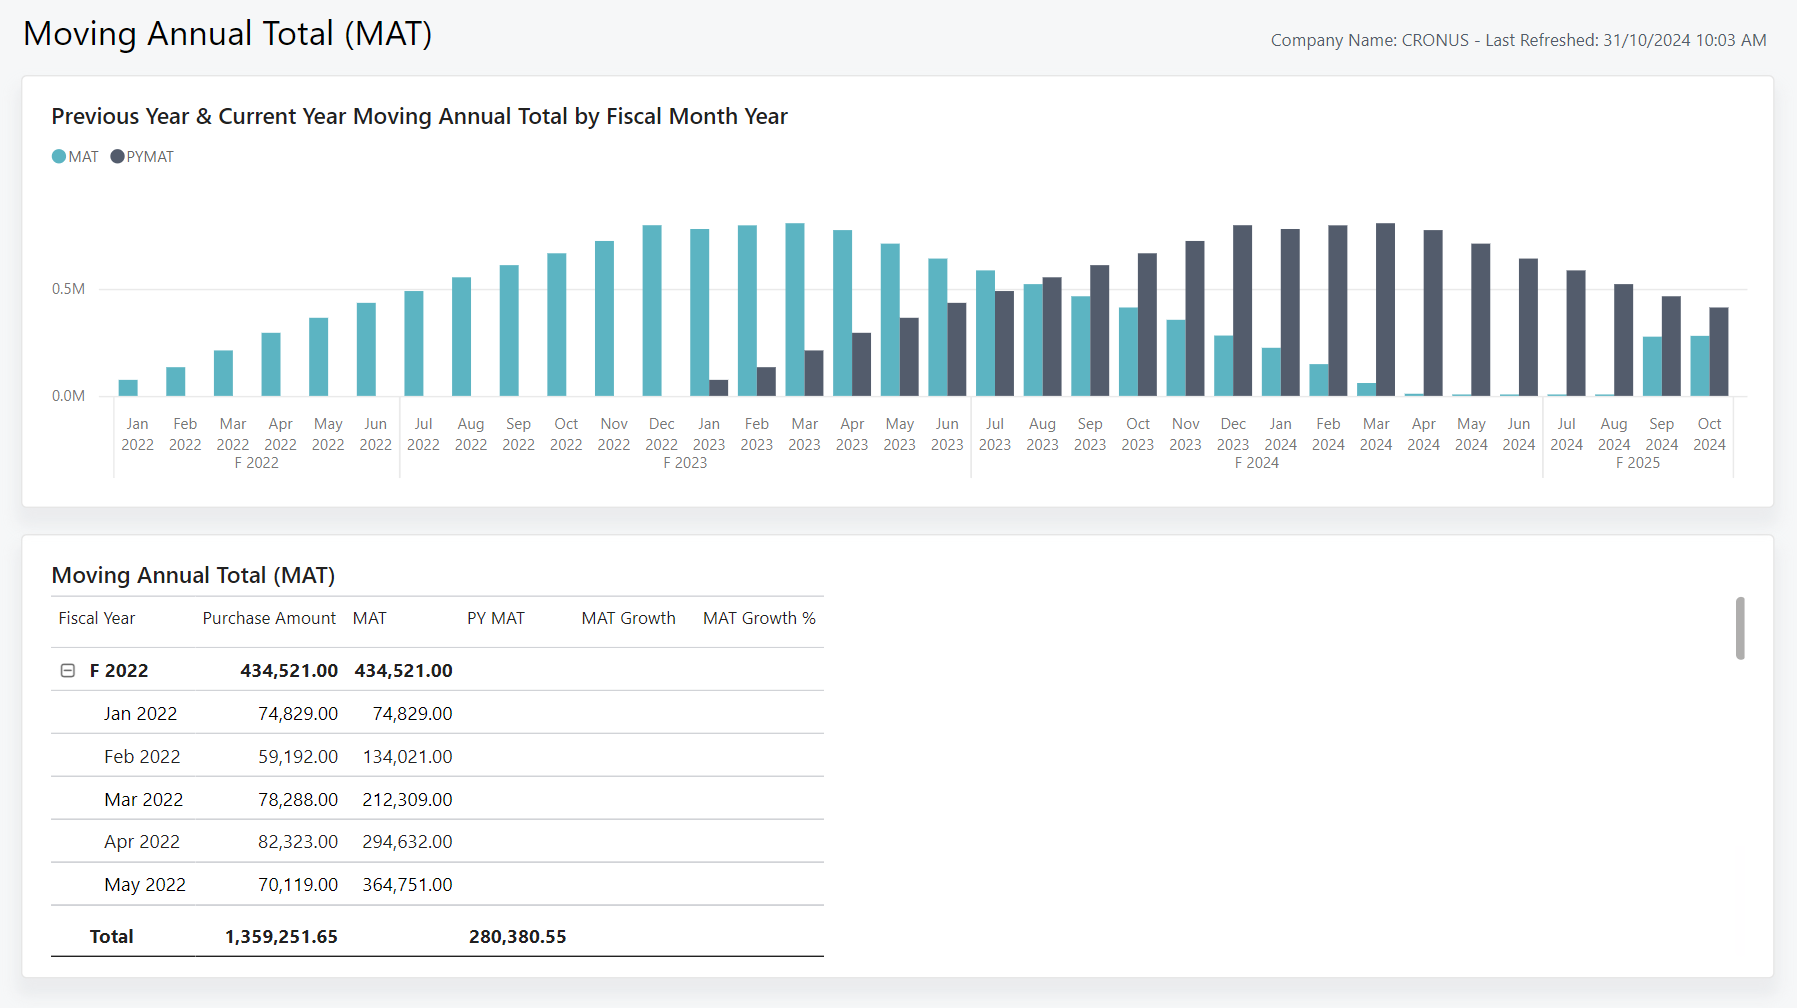 Moving Annual Total (MAT)
Company Name: CRONUS - Last Refreshed: 31/10/2024 10:03 AM
Previous Year & Current Year Moving Annual Total by Fiscal Month Year
MAT PYMAT
0.5M
0.0M
Jan Feb Mar Apr May Jun Jul Aug Sep Oct Nov Dec Jan Feb Mar Apr May Jun Jul Aug Sep Oct Nov Dec Jan Feb Mar Apr May Jun Jul Aug Sep Oct
2022 2022 2022 2022 2022 2022 2022 2022 2022 2022 2022 2022 2023 2023 2023 2023 2023 2023 2023 2023 2023 2023 2023 2023 2024 2024 2024 2024 2024 2024 2024 2024 2024 2024
F 2022 F 2023 F 2024 F 2025
Moving Annual Total (MAT)
Fiscal Year Purchase Amount MAT PY MAT MAT Growth MAT Growth %
F 2022 434,521.00 434,521.00
Jan 2022 74,829.00 74,829.00
Feb 2022 59,192.00 134,021.00
Mar 2022 78,288.00 212,309.00
Apr 2022 82,323.00 294,632.00
May 2022 70,119.00 364,751.00
Total 1,359,251.65 280,380.55